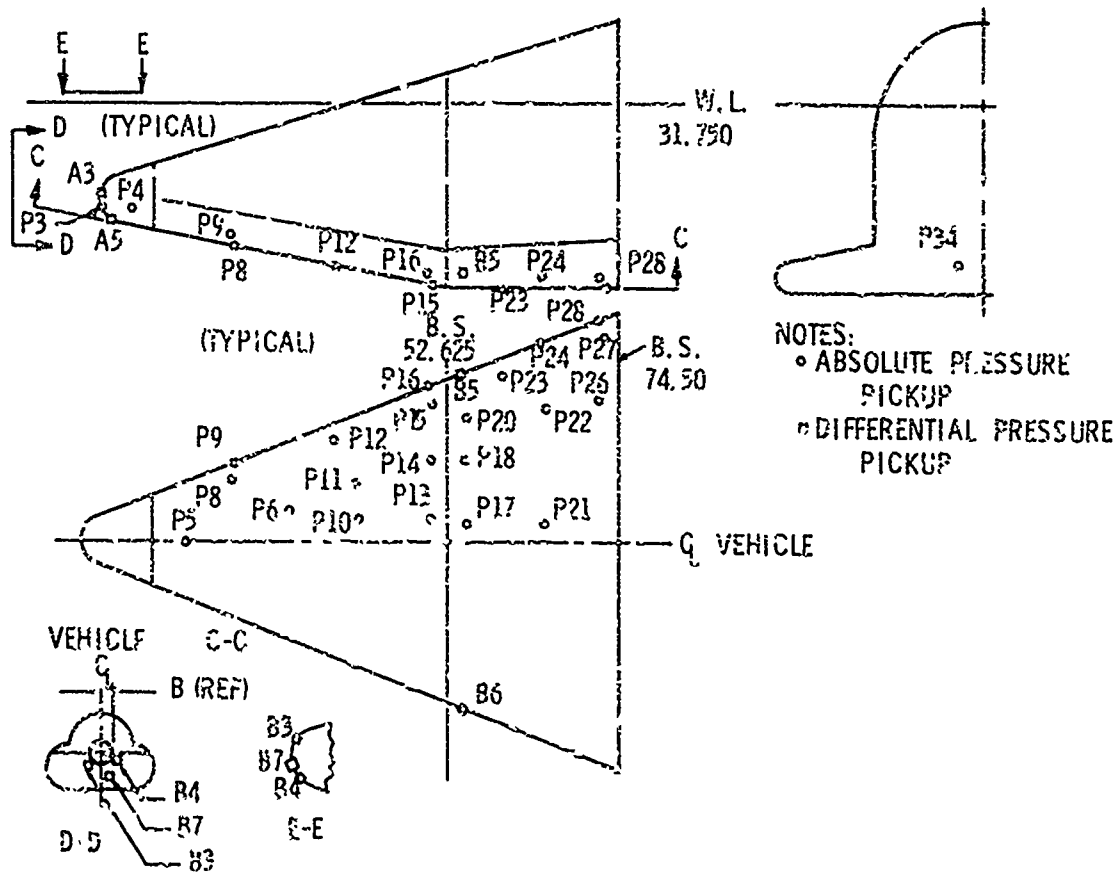 E E
W. L.
31.750
D (TYPICAL)
C
A3
P4
P3
A5
D
P9
P8
P12
P16
B5
P24
C
P28
P15
P23
P34
(TYPICAL)
B. S.
52.625
P28
P24
P27
B. S.
74.50
NOTES:
ABSOLUTE PRESSURE
PICKUP
DIFFERENTIAL PRESSURE
PICKUP
P16
B5
P23
P26
P15
P20
P22
P9
P12
P14
P18
P8
P11
P6
P10
P13
P17
P21
P5
VEHICLE
C-C
VEHICLE
B (REF)
B6
B3
B7
B4
E-E
B4
B7
D-D
B3